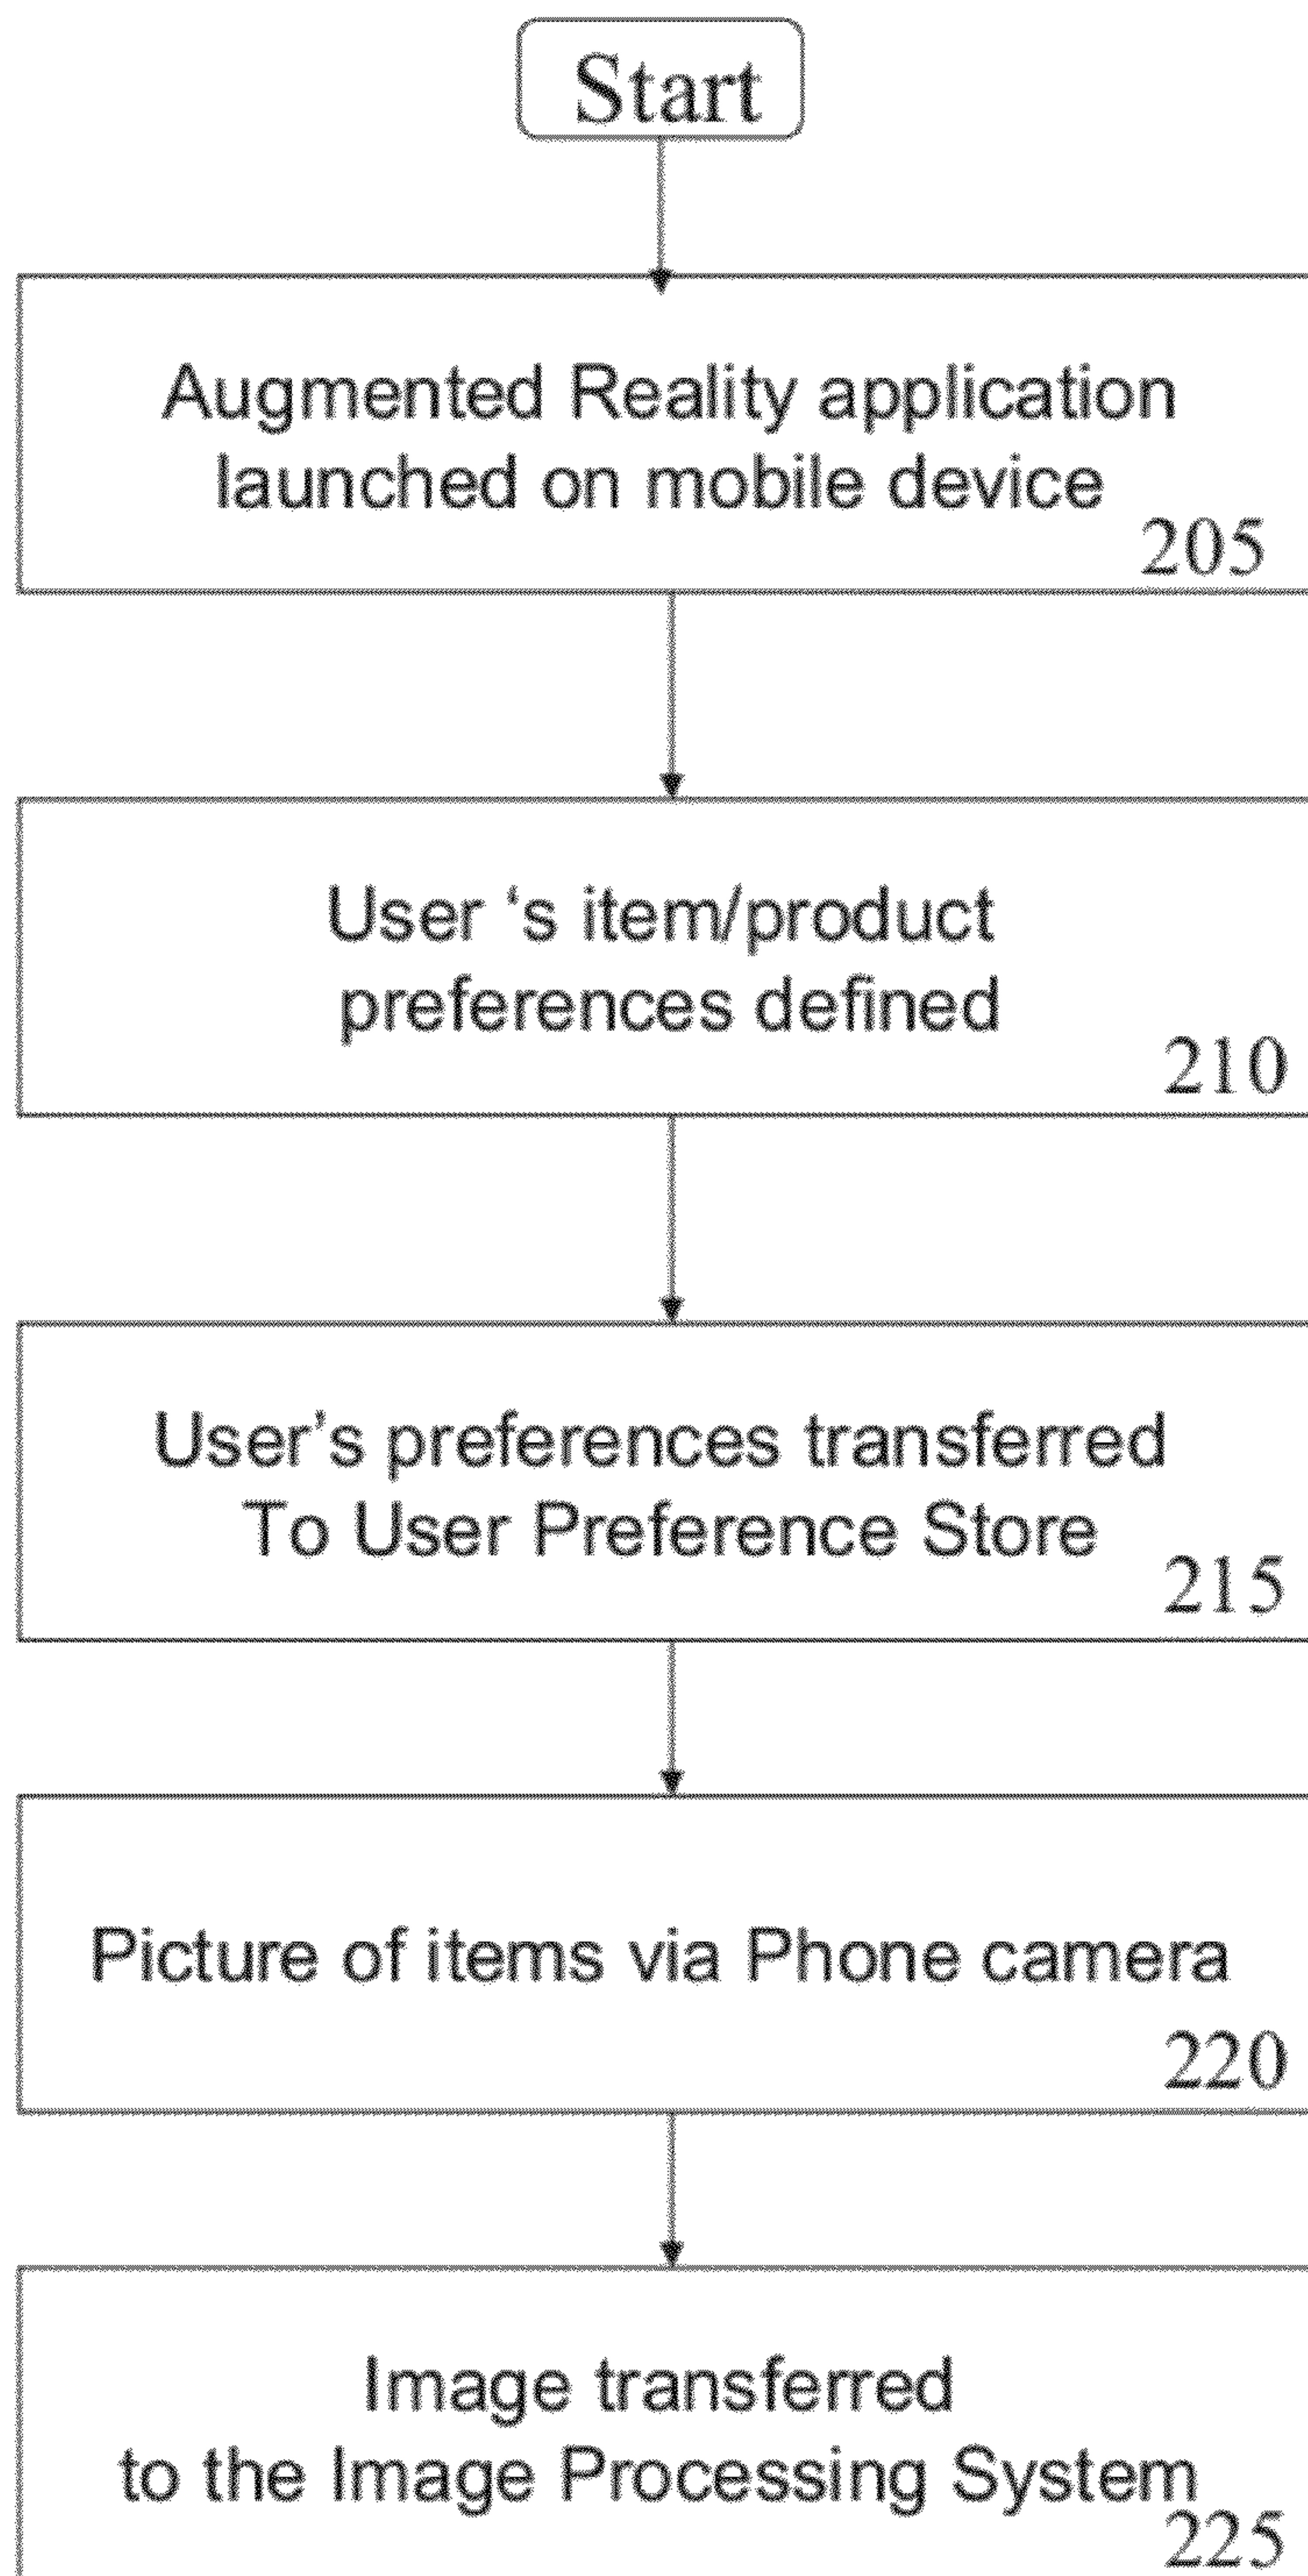 Start
Augmented Reality application
launched on mobile device
205
User ‘s item/product
preferences defined
210
User’s preferences transferred
To User Preference Store
215
Picture of items via Phone camera
220
Image transferred
to the Image Processing System
225